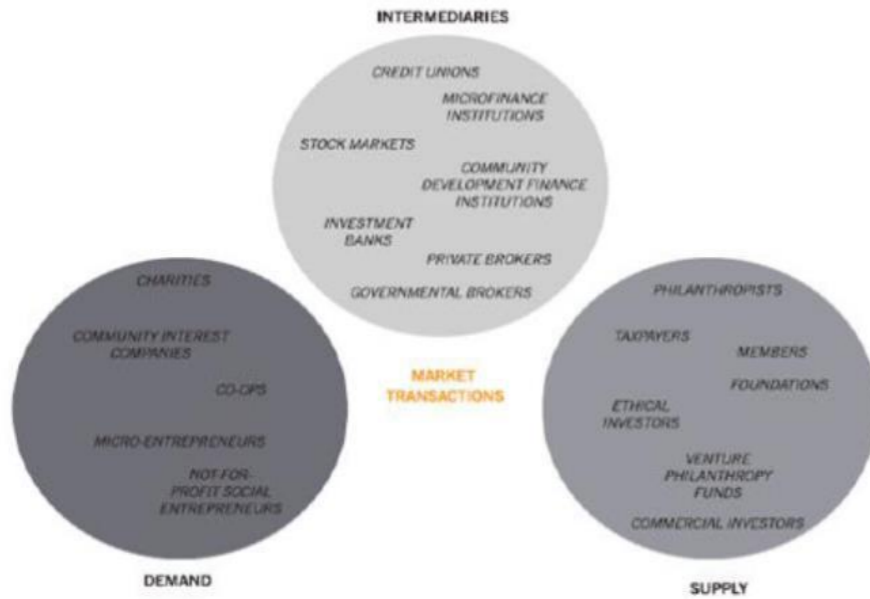 INTERMEDIARIES
CREDIT UNIONS
MICROFINANCE
INSTITUTIONS
STOCK MARKETS
COMMUNITY
DEVELOPMENT FINANCE
INSTITUTIONS
INVESTMENT
BANKS
PRIVATE BROKERS
GOVERNMENTAL BROKERS
CHARITIES
COMMUNITY INTEREST
COMPANIES
CO-OPS
MICRO-ENTREPRENEURS
NOT-FOR-
PROFIT SOCIAL
ENTREPRENEURS
DEMAND
MARKET
TRANSACTIONS
PHILANTHROPISTS
TAXPAYERS
MEMBERS
FOUNDATIONS
ETHICAL
INVESTORS
VENTURE
PHILANTHROPY
FUNDS
COMMERCIAL INVESTORS
SUPPLY